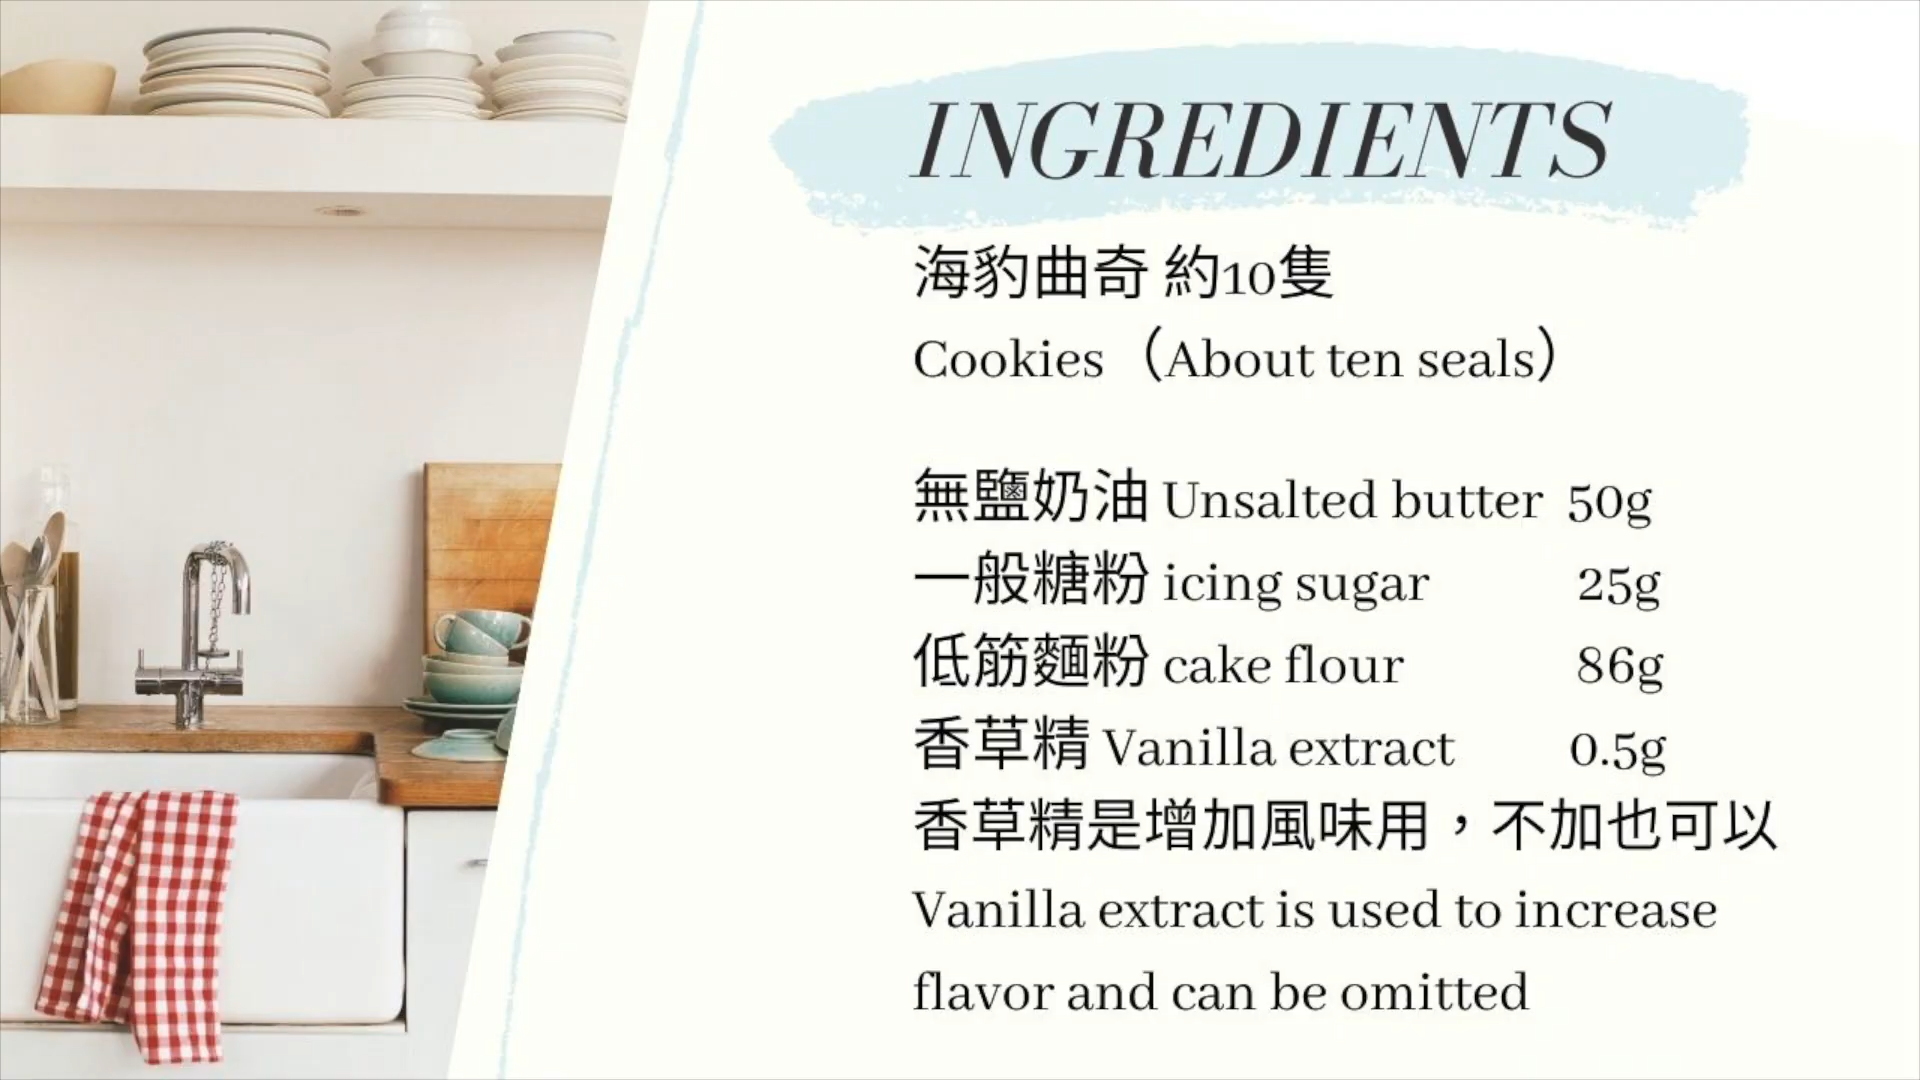 INGREDIENTS
海豹曲奇 約10隻
Cookies（About ten seals）
無鹽奶油 Unsalted butter 50g
一般糖粉 icing sugar 25g
低筋麵粉 cake flour 86g
香草精 Vanilla extract 0.5g
香草精是增加風味用，不加也可以
Vanilla extract is used to increase
flavor and can be omitted